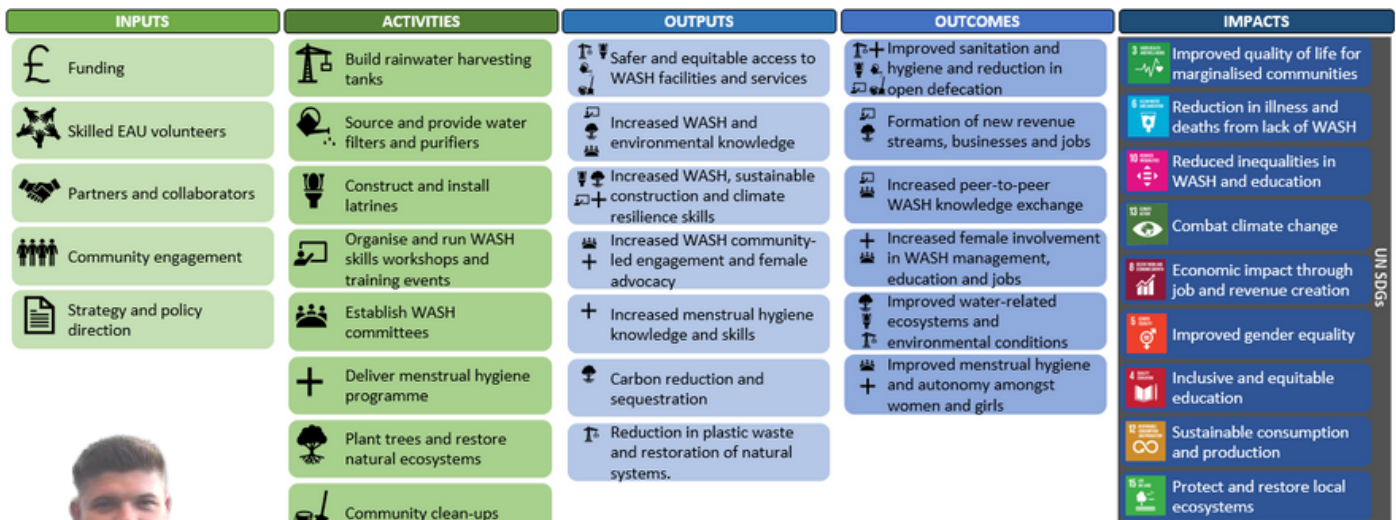 INPUTS
Funding
Skilled EAU volunteers
Partners and collaborators
Community engagement
Strategy and policy
direction
ACTIVITIES
Build rainwater harvesting
tanks
Source and provide water
filters and purifiers
Construct and install
latrines
Organise and run WASH
skills workshops and
training events
Establish WASH
committees
Deliver menstrual hygiene
programme
Plant trees and restore
natural ecosystems
Community clean-ups
OUTPUTS
Safer and equitable access to
WASH facilities and services
Increased WASH and
environmental knowledge
Increased WASH, sustainable
construction and climate
resilience skills
Increased WASH community-
led engagement and female
advocacy
Increased menstrual hygiene
knowledge and skills
Carbon reduction and
sequestration
Reduction in plastic waste
and restoration of natural
systems.
OUTCOMES
Improved sanitation and
hygiene and reduction in
open defecation
Formation of new revenue
streams, businesses and jobs
Increased peer-to-peer
WASH knowledge exchange
Increased female involvement
in WASH management,
education and jobs
Improved water-related
ecosystems and
environmental conditions
Improved menstrual hygiene
and autonomy amongst
women and girls
IMPACTS
3
Improved quality of life for
marginalised communities
6
Reduction in illness and
deaths from lack of WASH
10
Reduced inequalities in
WASH and education
13
Combat climate change
8
Economic impact through
job and revenue creation
5
Improved gender equality
4
Inclusive and equitable
education
12
Sustainable consumption
and production
15
Protect and restore local
ecosystems
UN SDGs